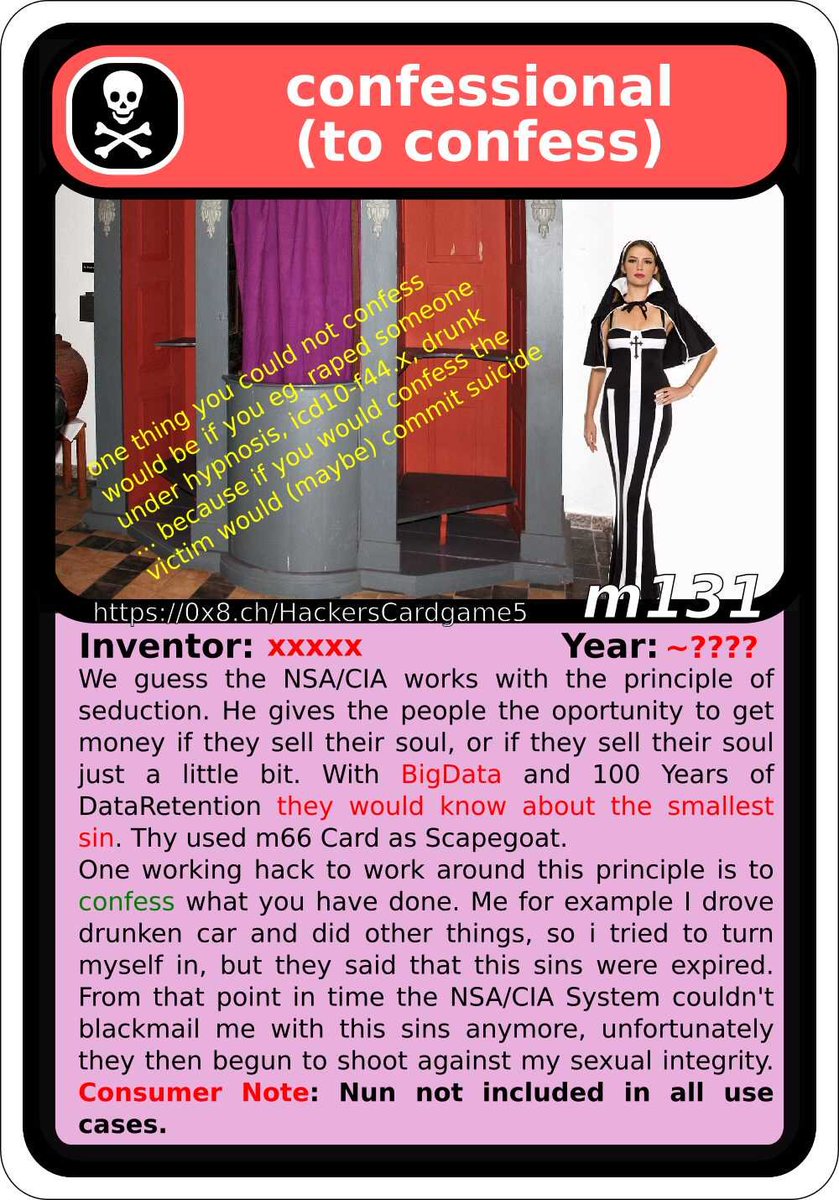 confessional
(to confess)
one thing you could not confess
would be if you eg. raped someone
under hypnosis, icd10-f44.x, drunk
... because if you would confess the
victim would (maybe) commit suicide
m131
https://0x8.ch/HackersCardgame5
Inventor: xxxxx Year: ~????
We guess the NSA/CIA works with the principle of
seduction. He gives the people the oportunity to get
money if they sell their soul, or if they sell their soul
just a little bit. With BigData and 100 Years of
DataRetention they would know about the smallest
sin. Thy used m66 Card as Scapegoat.
One working hack to work around this principle is to
confess what you have done. Me for example I drove
drunken car and did other things, so i tried to turn
myself in, but they said that this sins were expired.
From that point in time the NSA/CIA System couldn't
blackmail me with this sins anymore, unfortunately
they then begun to shoot against my sexual integrity.
Consumer Note: Nun not included in all use
cases.